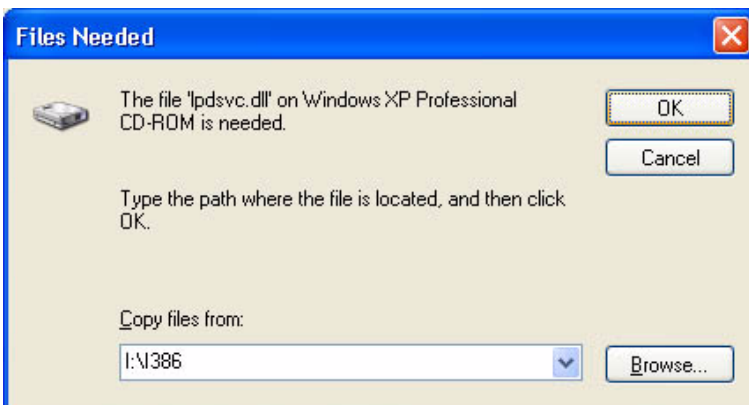 Files Needed
The file 'lpdsvc.dll' on Windows XP Professional
CD-ROM is needed.
OK
Cancel
Type the path where the file is located, and then click
OK.
Copy files from:
I:\I386
Browse...